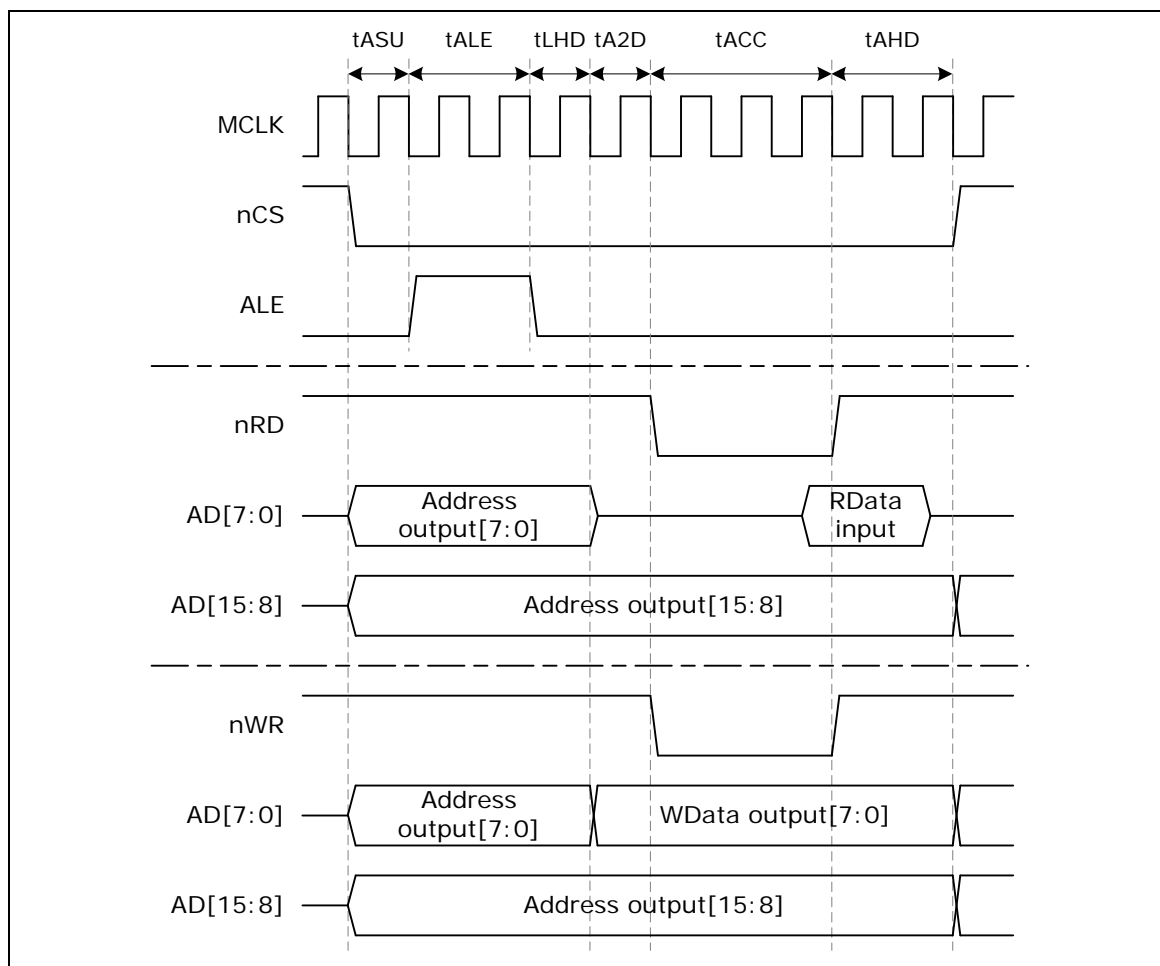 tASU tALE tLHD tA2D tACC tAHD
MCLK
nCS
ALE
nRD
AD[7:0]
Address
output[7:0]
RData
input
AD[15:8]
Address output[15:8]
nWR
AD[7:0]
Address
output[7:0]
WData output[7:0]
AD[15:8]
Address output[15:8]